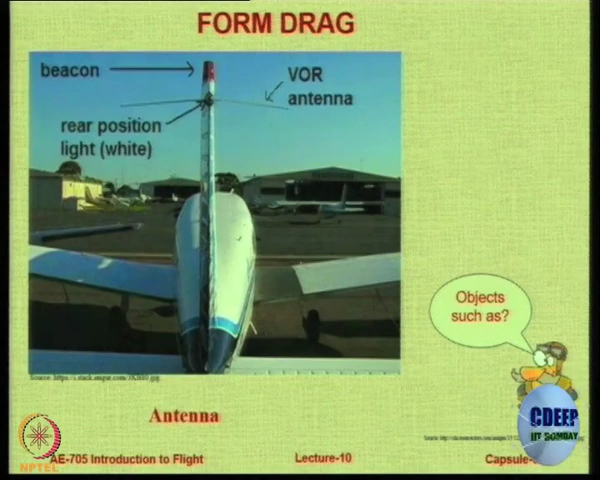 FORM DRAG
beacon
VOR
antenna
rear position
light (white)
Objects
such as?
Antenna
CDEEP
IIT BOMBAY
NPTEL
AE-705 Introduction to Flight
Lecture-10